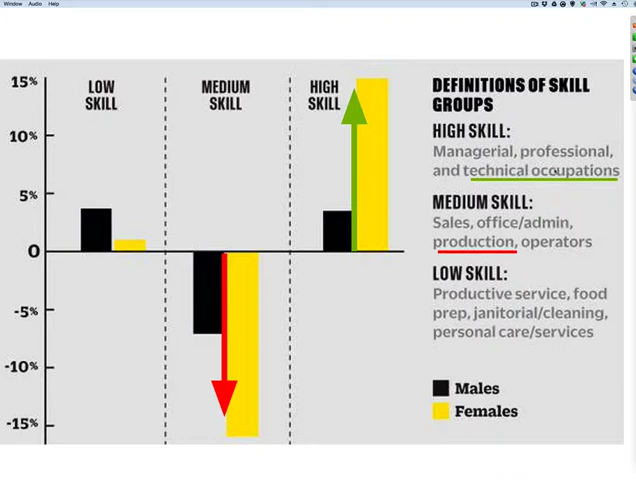 Window Audio Help
15%
10%
5%
0
-5%
-10%
-15%
LOW
SKILL
MEDIUM
SKILL
HIGH
SKILL
DEFINITIONS OF SKILL
GROUPS
HIGH SKILL:
Managerial, professional,
and technical occupations
MEDIUM SKILL:
Sales, office/admin,
production, operators
LOW SKILL:
Productive service, food
prep, janitorial/cleaning,
personal care/services
Males
Females